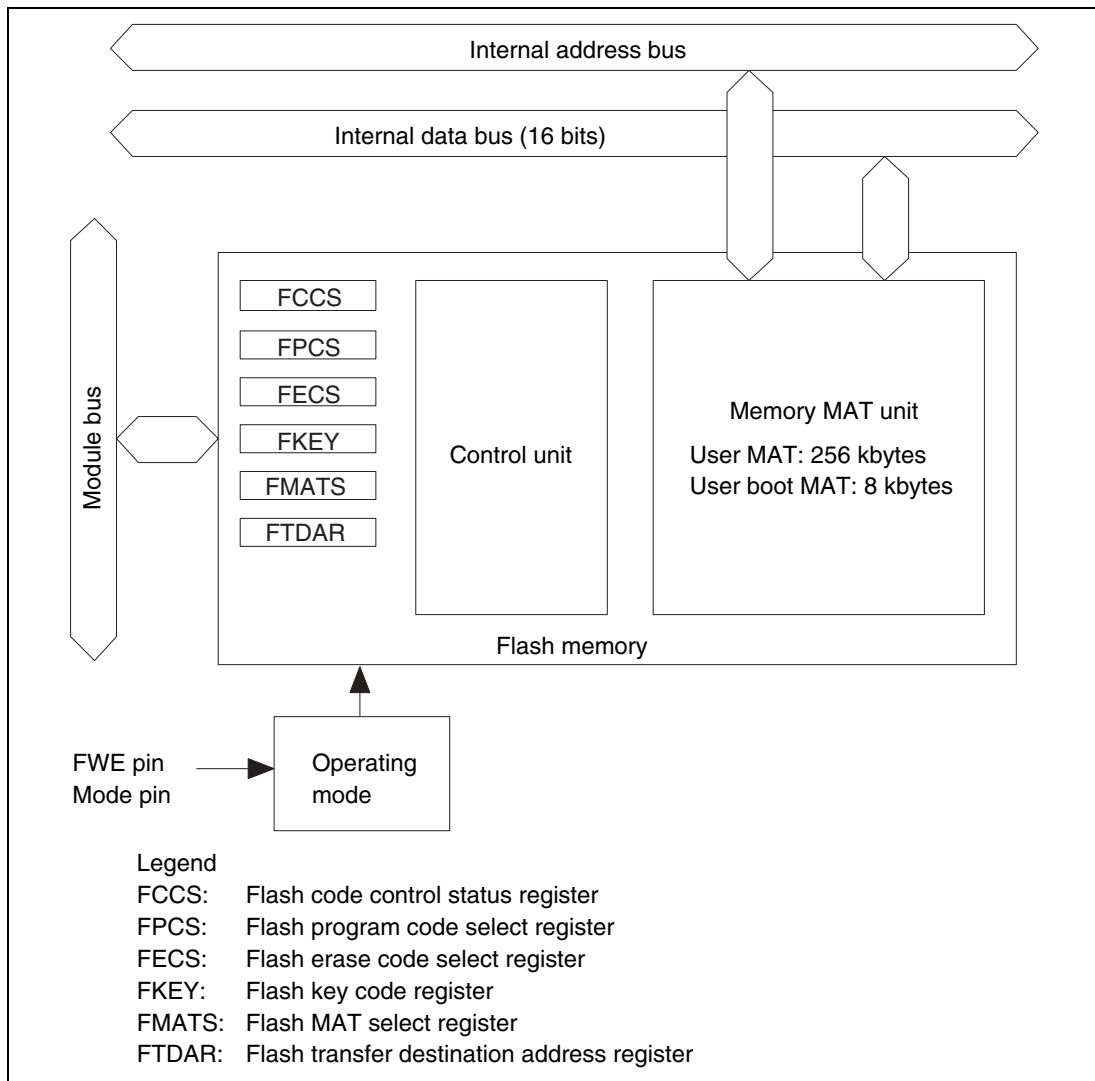 Internal address bus
Internal data bus (16 bits)
Module bus
FCCS
FPCS
FECS
FKEY
FMATS
FTDAR
Control unit
Memory MAT unit
User MAT: 256 kbytes
User boot MAT: 8 kbytes
Flash memory
FWE pin
Mode pin
Operating
mode
Legend
FCCS: Flash code control status register
FPCS: Flash program code select register
FECS: Flash erase code select register
FKEY: Flash key code register
FMATS: Flash MAT select register
FTDAR: Flash transfer destination address register